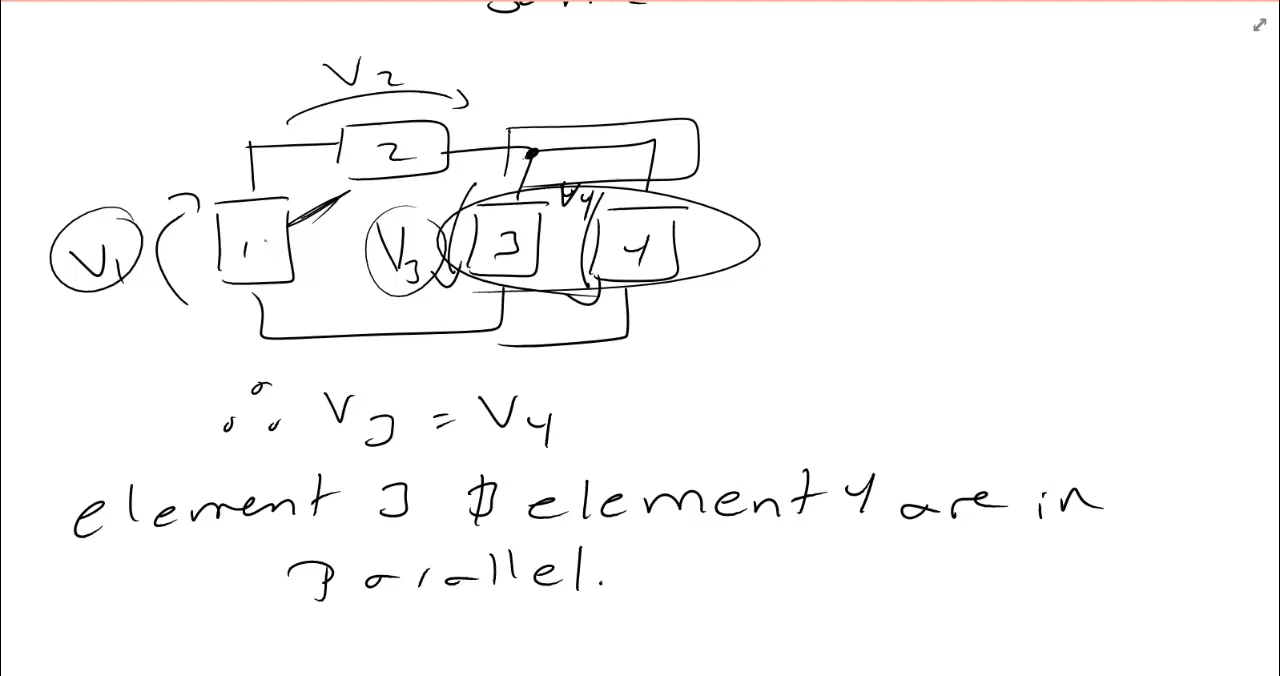 V2
2
V1
1
V3
3
V4
4
∴ V3 = V4
element 3 & element 4 are in
parallel.